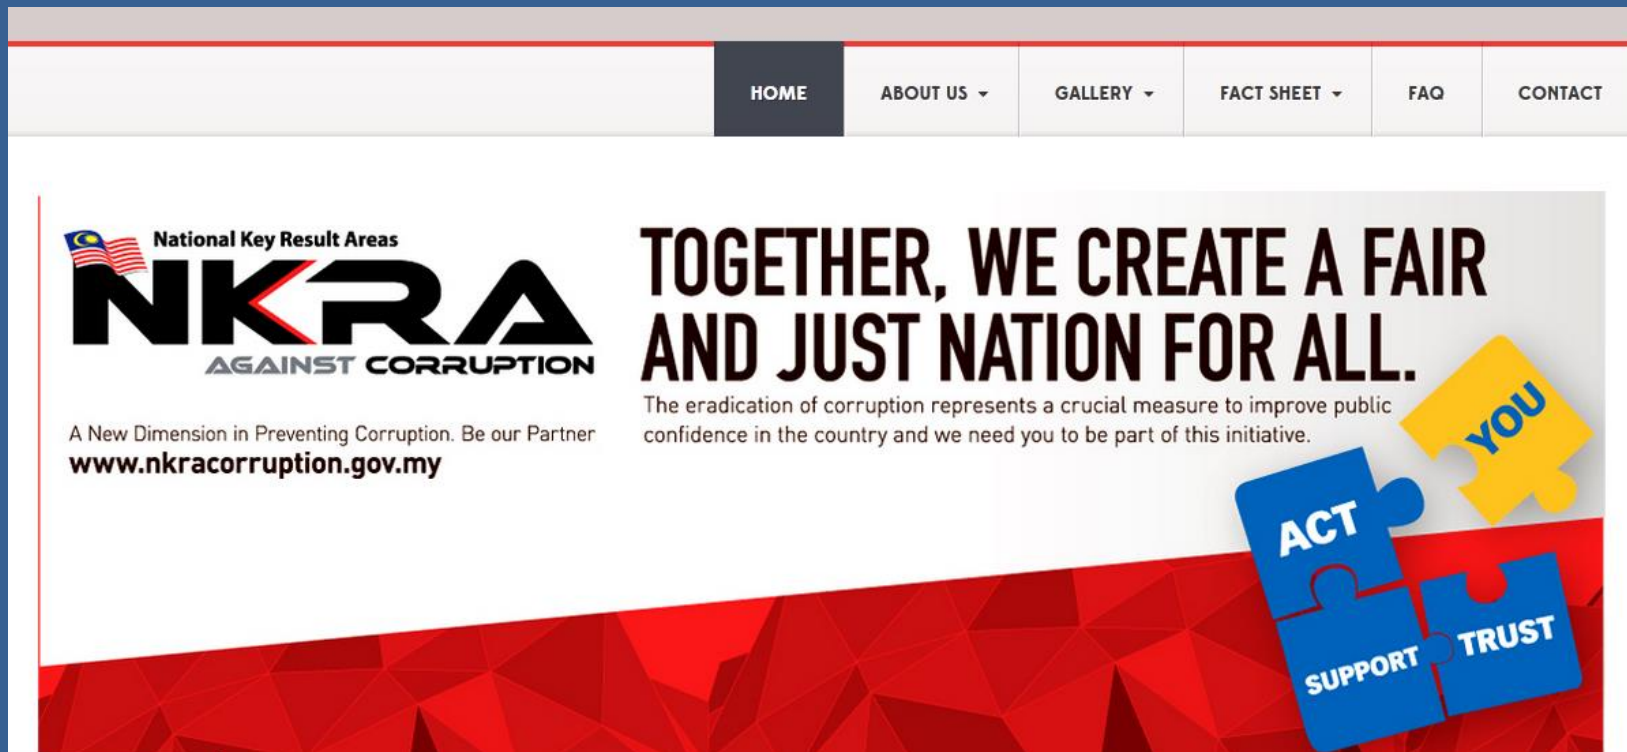 HOME ABOUT US GALLERY FACT SHEET FAQ CONTACT
National Key Result Areas
NKRA
AGAINST CORRUPTION
A New Dimension in Preventing Corruption. Be our Partner
www.nkracorruption.gov.my
TOGETHER, WE CREATE A FAIR
AND JUST NATION FOR ALL.
The eradication of corruption represents a crucial measure to improve public
confidence in the country and we need you to be part of this initiative.
YOU
ACT
SUPPORT
TRUST